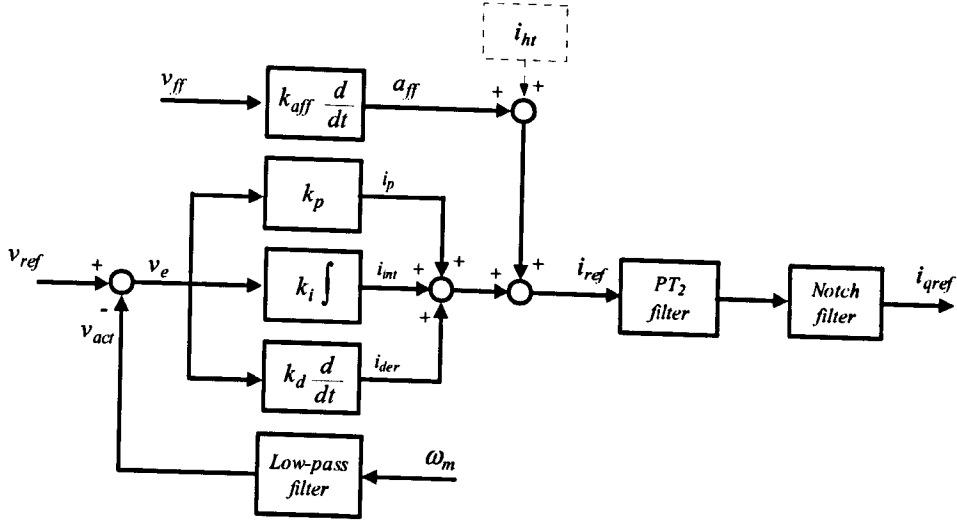 i_ht
+
v_ff
k_aff d/dt
a_ff
+
k_p
i_p
+
+
v_ref
+
v_e
k_i ∫
i_int
+
+
+
i_ref
PT₂
filter
Notch
filter
i_qref
-
v_act
k_d d/dt
i_der
+
Low-pass
filter
ω_m